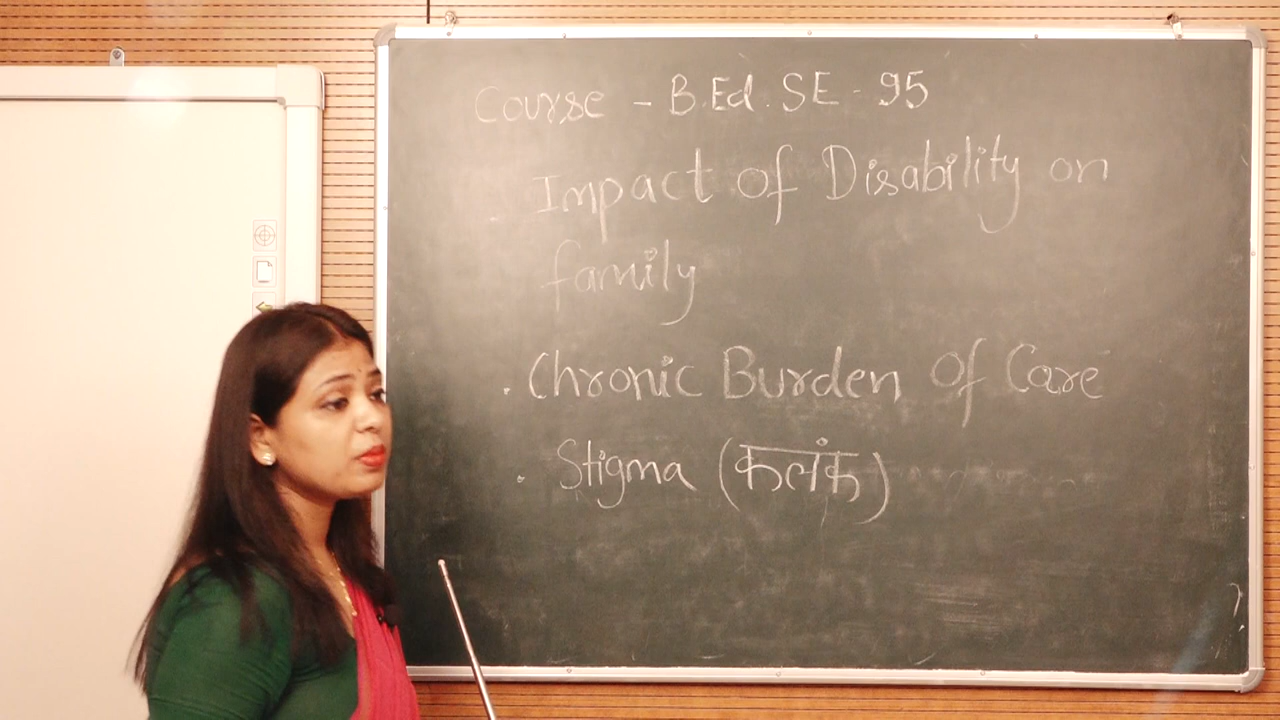 Course - B.Ed. SE - 95
Impact of Disability on
family
. Chronic Burden Of Care
. Stigma (कलंक)